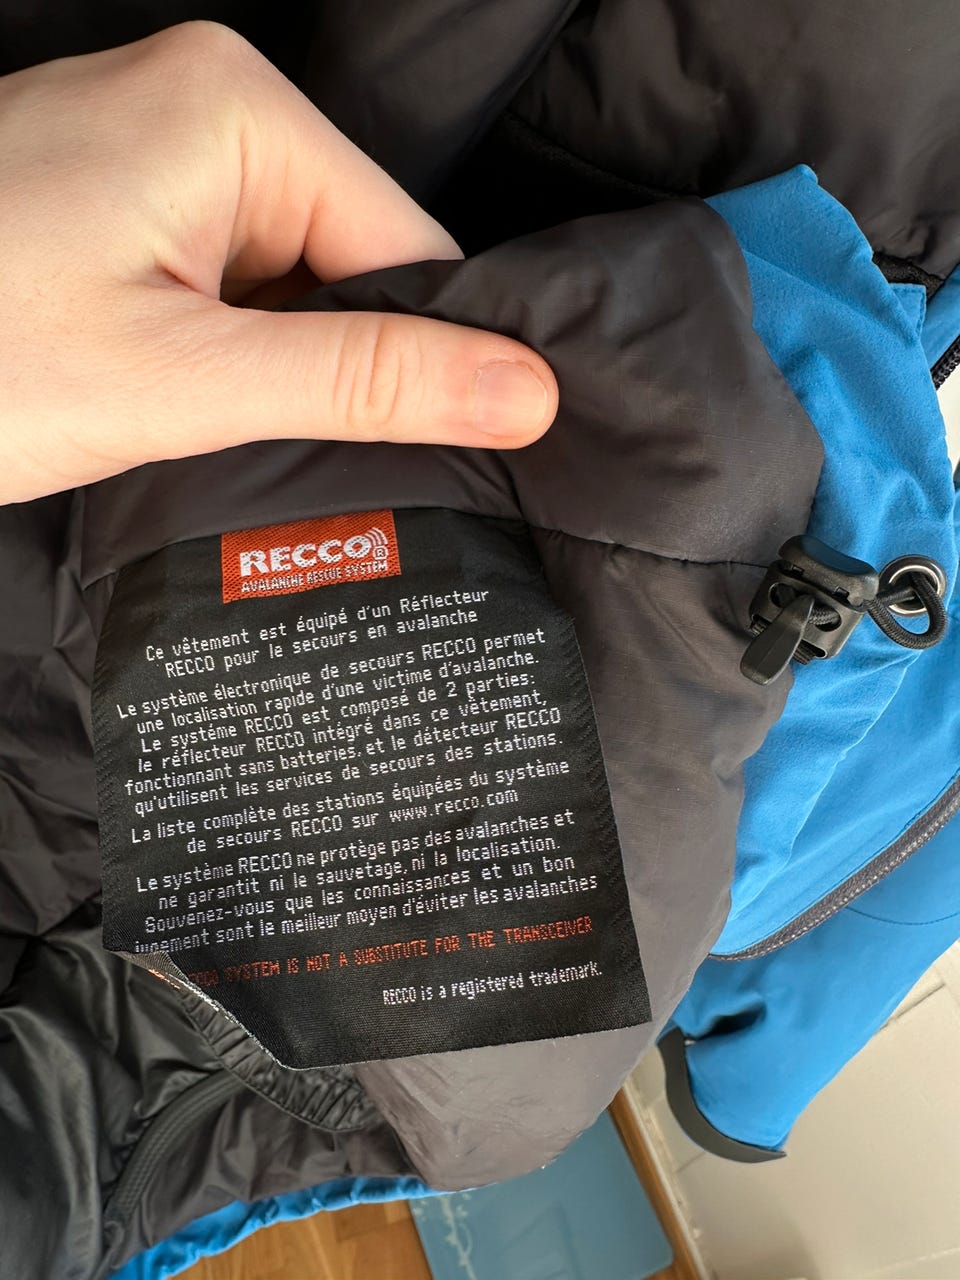 RECCO®
AVALANCHE RESCUE SYSTEM
Ce vêtement est équipé d'un Réflecteur
RECCO pour le secours en avalanche
Le système électronique de secours RECCO permet
une localisation rapide d'une victime d'avalanche.
Le système RECCO est composé de 2 parties:
le réflecteur RECCO intégré dans ce vêtement,
fonctionnant sans batteries, et le détecteur RECCO
qu'utilisent les services de secours des stations.
La liste complète des stations équipées du système
de secours RECCO sur www.recco.com
Le système RECCO ne protège pas des avalanches et
ne garantit ni le sauvetage, ni la localisation.
Souvenez-vous que les connaissances et un bon
jugement sont le meilleur moyen d'éviter les avalanches
SYSTEM IS NOT A SUBSTITUTE FOR THE TRANSCEIVER
RECCO is a registered trademark.